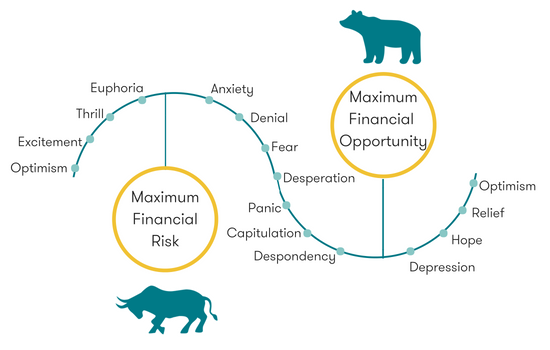 Euphoria
Thrill
Excitement
Optimism
Anxiety
Denial
Fear
Desperation
Panic
Capitulation
Despondency
Maximum
Financial
Risk
Maximum
Financial
Opportunity
Optimism
Relief
Hope
Depression